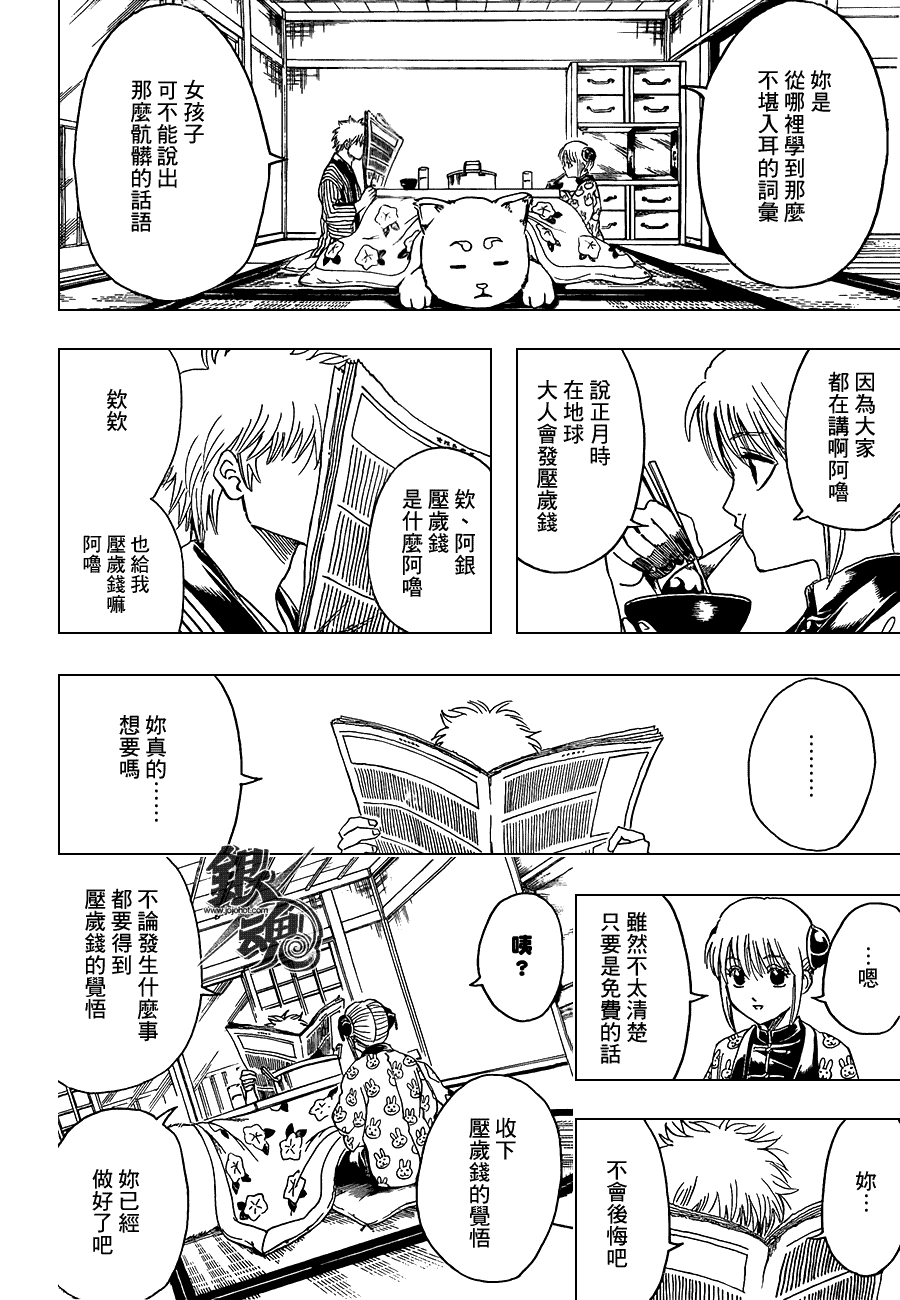 妳是
從哪裡學到那麼
不堪入耳的詞彙
女孩子
可不能說出
那麼骯髒的話語
因為大家
都在講啊阿嚕
說正月時
在地球
大人會發壓歲錢
欸、阿銀
壓歲錢
是什麼阿嚕
欸欸
也給我
壓歲錢嘛
阿嚕
………
妳真的……
想要嗎
…嗯
雖然不太清楚
只要是免費的話
妳…
不會後悔吧
咦?
收下
壓歲錢的覺悟
不論發生什麼事
都要得到
壓歲錢的覺悟
妳已經
做好了吧
銀魂
www.jojohot.com